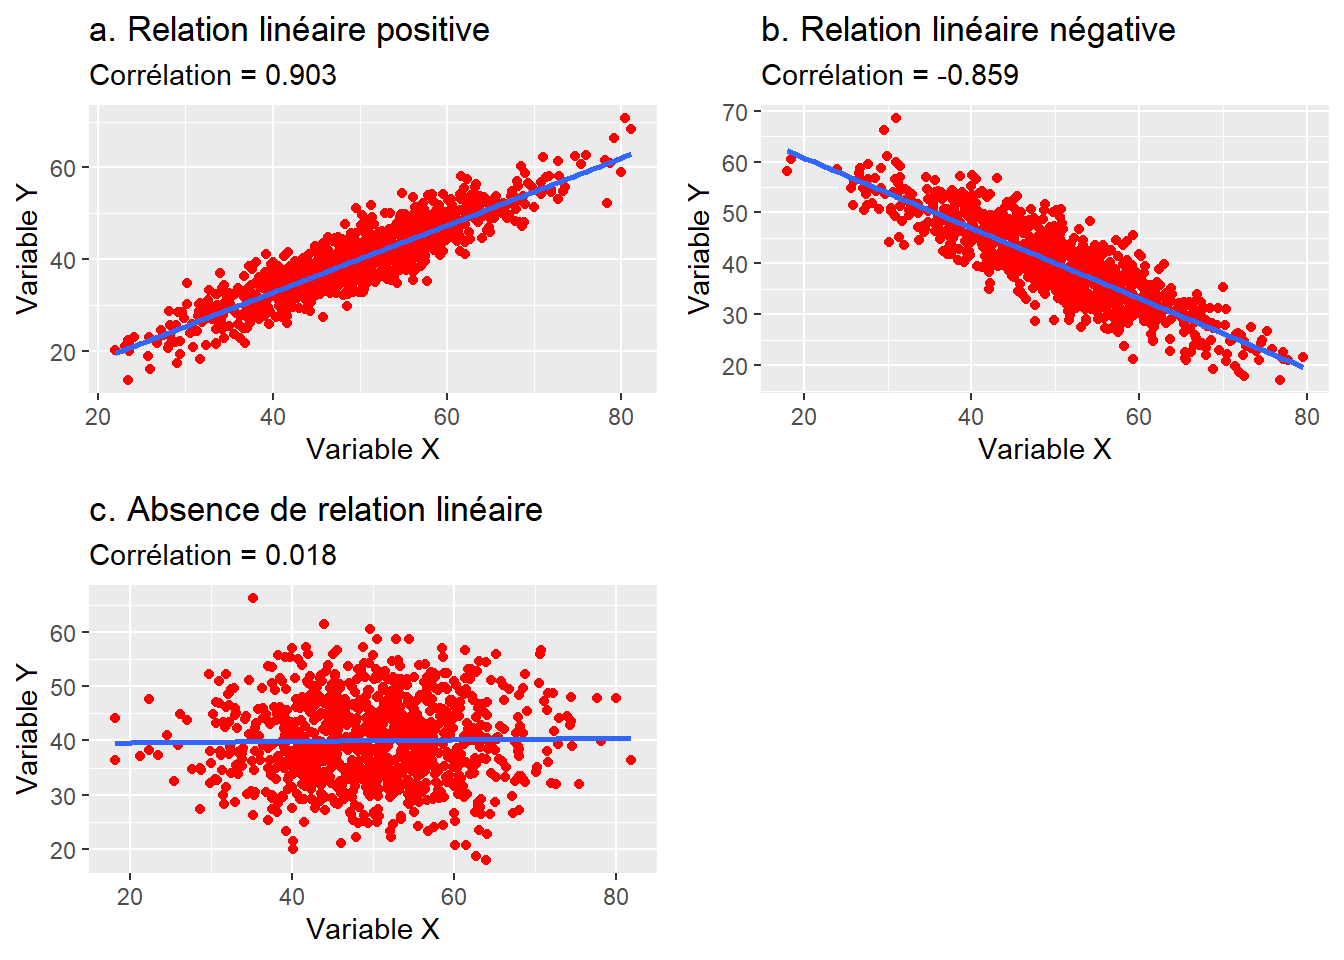 a. Relation linéaire positive
Corrélation = 0.903
60
40
20
Variable Y
20 40 60 80
Variable X
b. Relation linéaire négative
Corrélation = -0.859
70
60
50
40
30
20
Variable Y
20 40 60 80
Variable X
c. Absence de relation linéaire
Corrélation = 0.018
60
50
40
30
20
Variable Y
20 40 60 80
Variable X